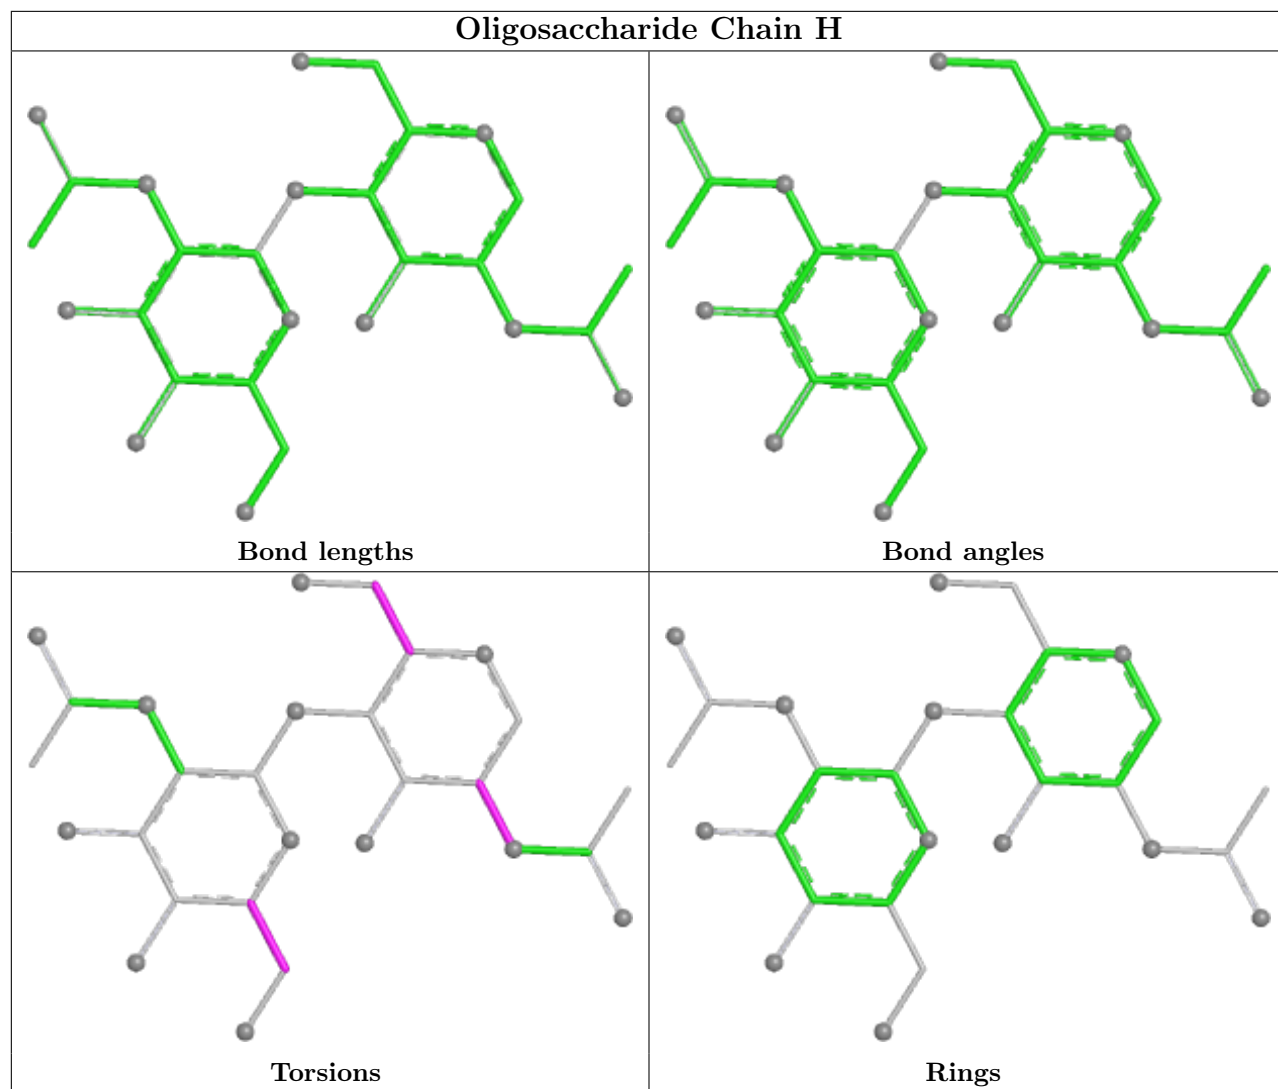 Oligosaccharide Chain H
Bond lengths
Bond angles
Torsions
Rings